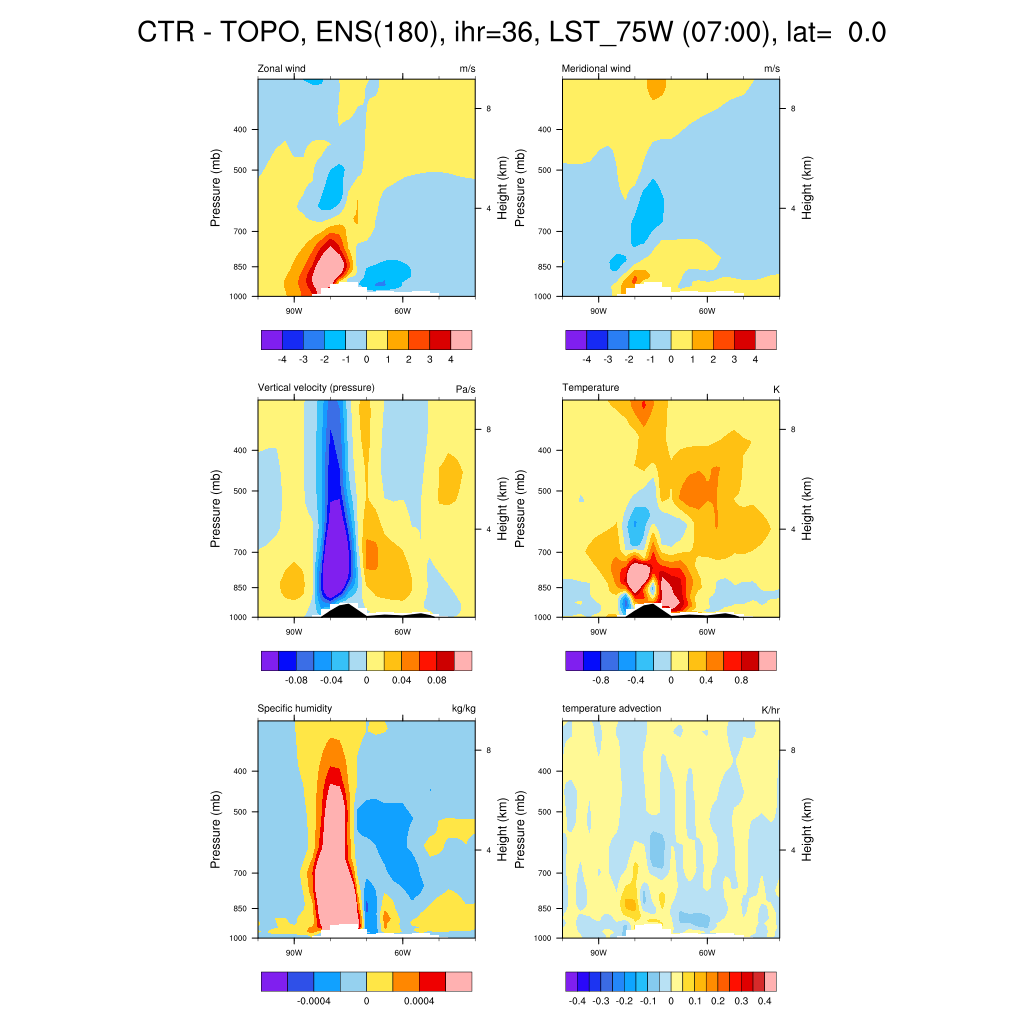 CTR - TOPO, ENS(180), ihr=36, LST_75W (07:00), lat=  0.0
Zonal wind m/s
Pressure (mb)
400
500
700
850
1000
8
4
Height (km)
90W 60W
-4 -3 -2 -1 0 1 2 3 4
Meridional wind m/s
Pressure (mb)
400
500
700
850
1000
8
4
Height (km)
90W 60W
-4 -3 -2 -1 0 1 2 3 4
Vertical velocity (pressure) Pa/s
Pressure (mb)
400
500
700
850
1000
8
4
Height (km)
90W 60W
-0.08 -0.04 0 0.04 0.08
Temperature K
Pressure (mb)
400
500
700
850
1000
8
4
Height (km)
90W 60W
-0.8 -0.4 0 0.4 0.8
Specific humidity kg/kg
Pressure (mb)
400
500
700
850
1000
8
4
Height (km)
90W 60W
-0.0004 0 0.0004
temperature advection K/hr
Pressure (mb)
400
500
700
850
1000
8
4
Height (km)
90W 60W
-0.4 -0.3 -0.2 -0.1 0 0.1 0.2 0.3 0.4